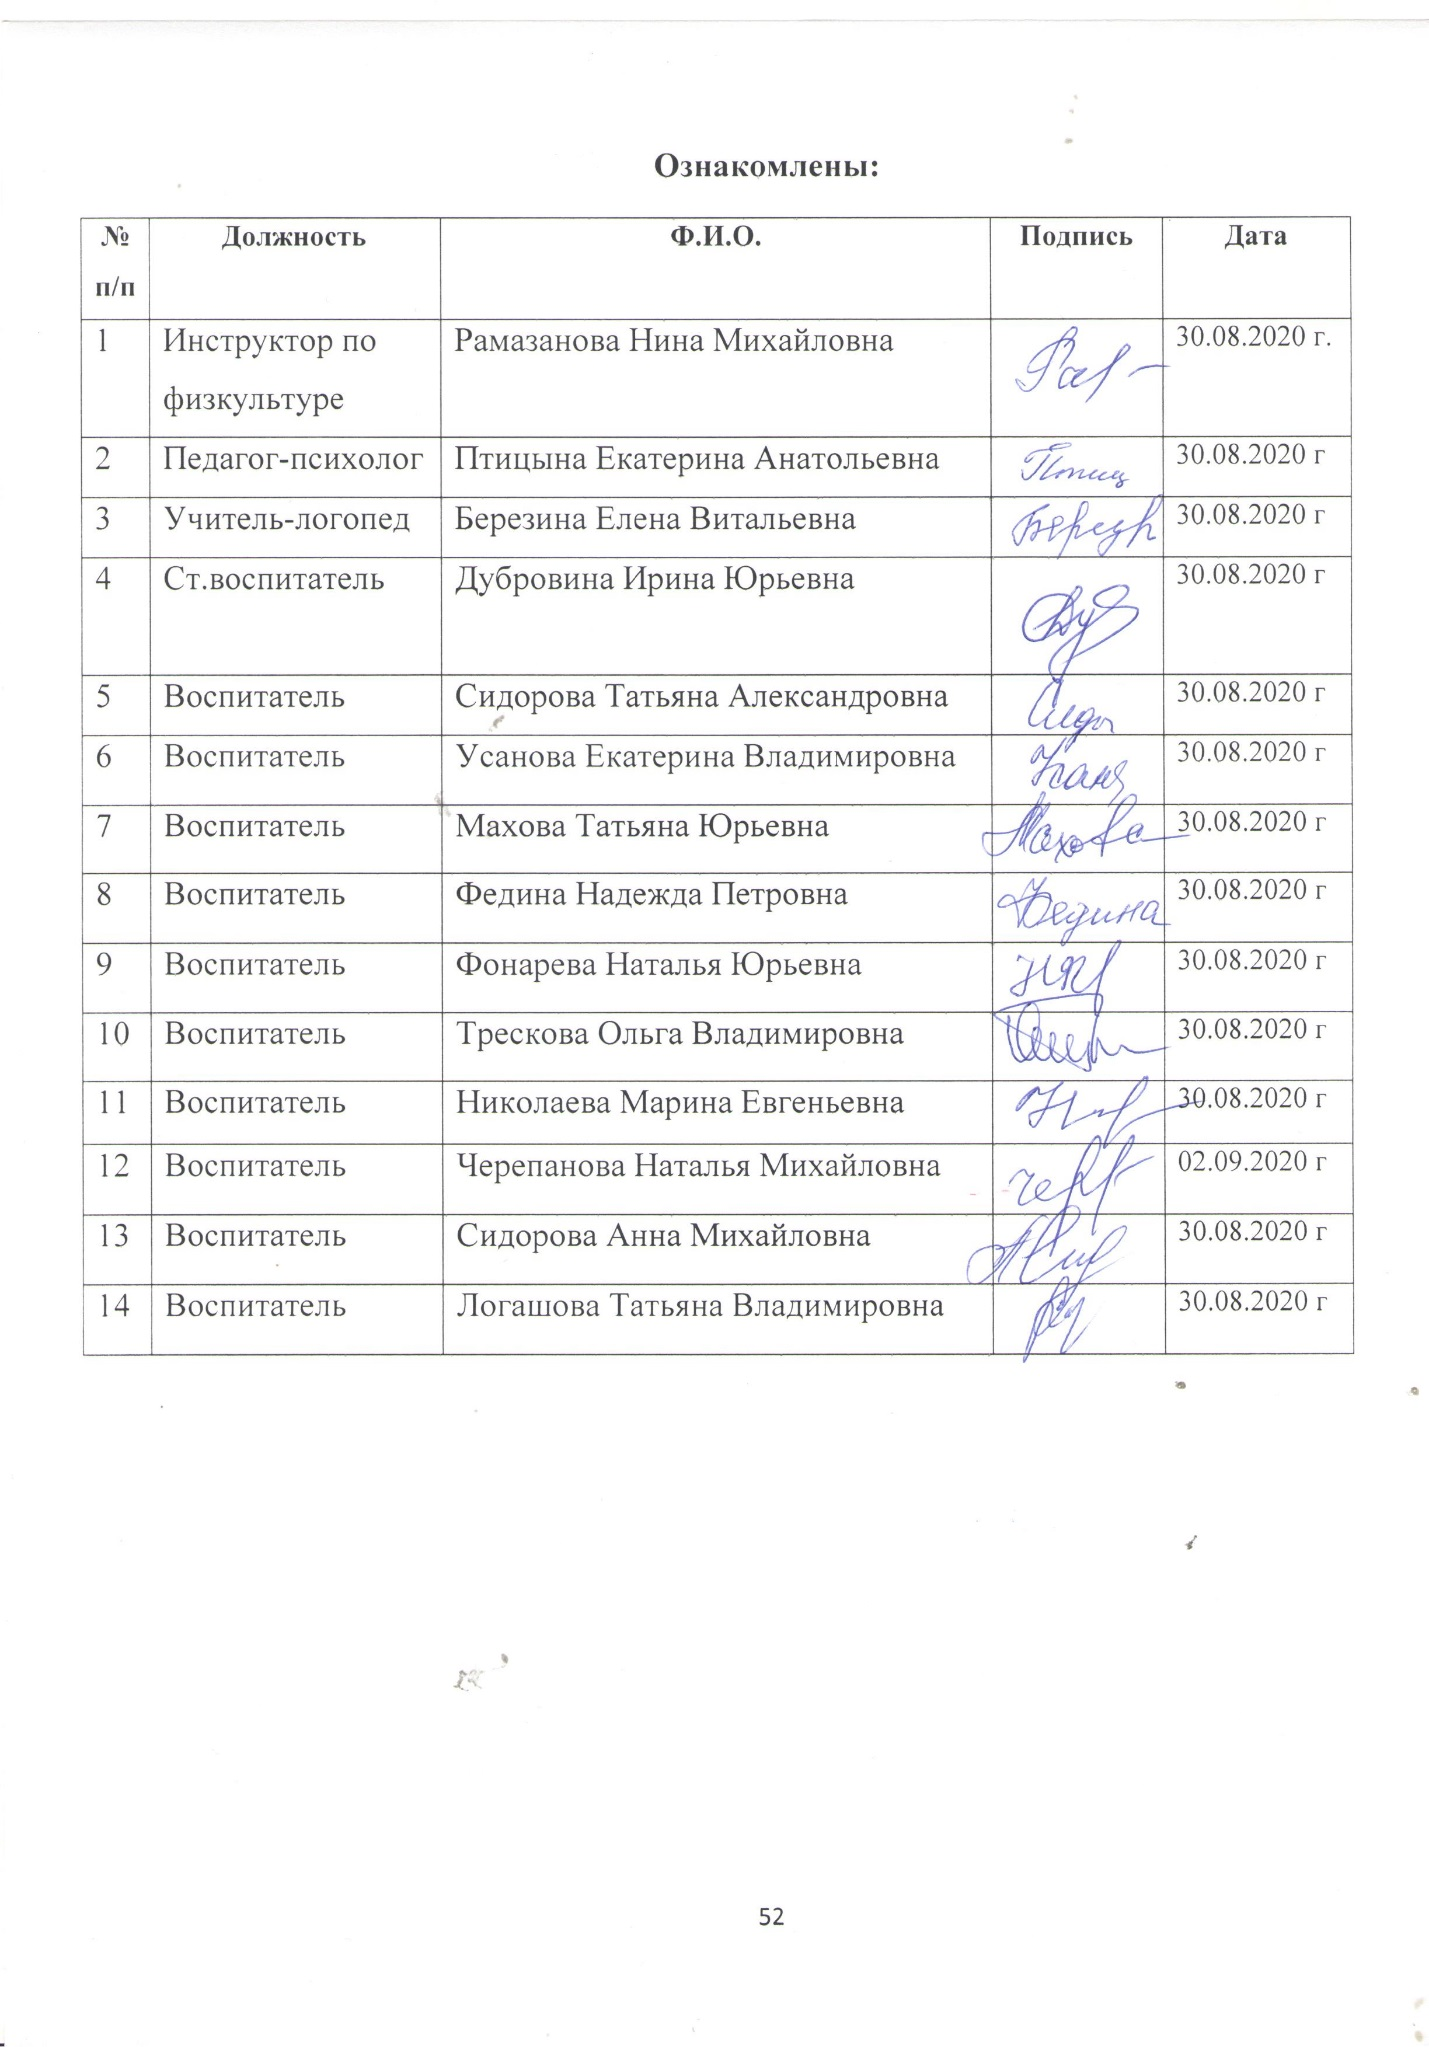 Ознакомлены:
№ п/п Должность Ф.И.О. Подпись Дата
1 Инструктор по физкультуре Рамазанова Нина Михайловна 30.08.2020 г.
2 Педагог-психолог Птицына Екатерина Анатольевна Птиц 30.08.2020 г
3 Учитель-логопед Березина Елена Витальевна 30.08.2020 г
4 Ст.воспитатель Дубровина Ирина Юрьевна 30.08.2020 г
5 Воспитатель Сидорова Татьяна Александровна 30.08.2020 г
6 Воспитатель Усанова Екатерина Владимировна 30.08.2020 г
7 Воспитатель Махова Татьяна Юрьевна Махова 30.08.2020 г
8 Воспитатель Федина Надежда Петровна Федина 30.08.2020 г
9 Воспитатель Фонарева Наталья Юрьевна 30.08.2020 г
10 Воспитатель Трескова Ольга Владимировна 30.08.2020 г
11 Воспитатель Николаева Марина Евгеньевна 30.08.2020 г
12 Воспитатель Черепанова Наталья Михайловна 02.09.2020 г
13 Воспитатель Сидорова Анна Михайловна 30.08.2020 г
14 Воспитатель Логашова Татьяна Владимировна 30.08.2020 г
52